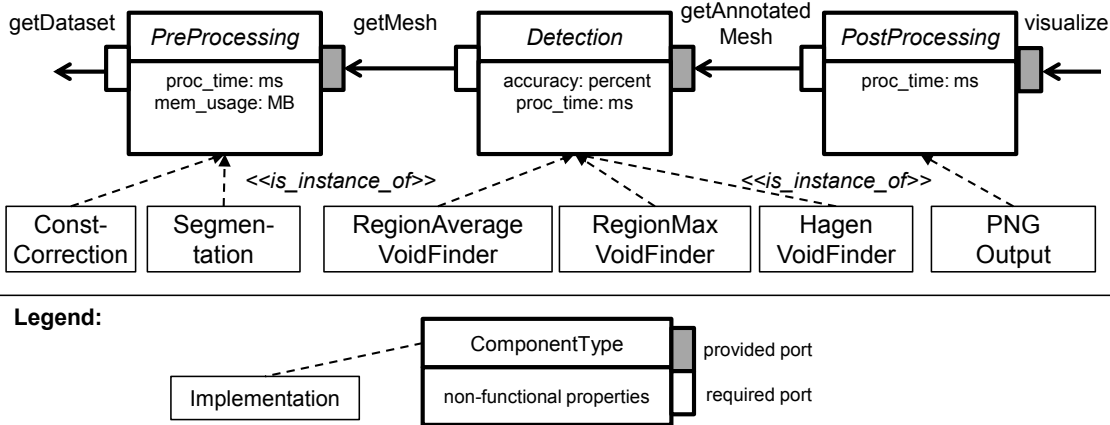 getDataset
PreProcessing
proc_time: ms
mem_usage: MB
getMesh
Detection
accuracy: percent
proc_time: ms
getAnnotated
Mesh
PostProcessing
proc_time: ms
visualize
<<is_instance_of>>
<<is_instance_of>>
Const-
Correction
Segmen-
tation
RegionAverage
VoidFinder
RegionMax
VoidFinder
Hagen
VoidFinder
PNG
Output
Legend:
ComponentType
non-functional properties
provided port
required port
Implementation